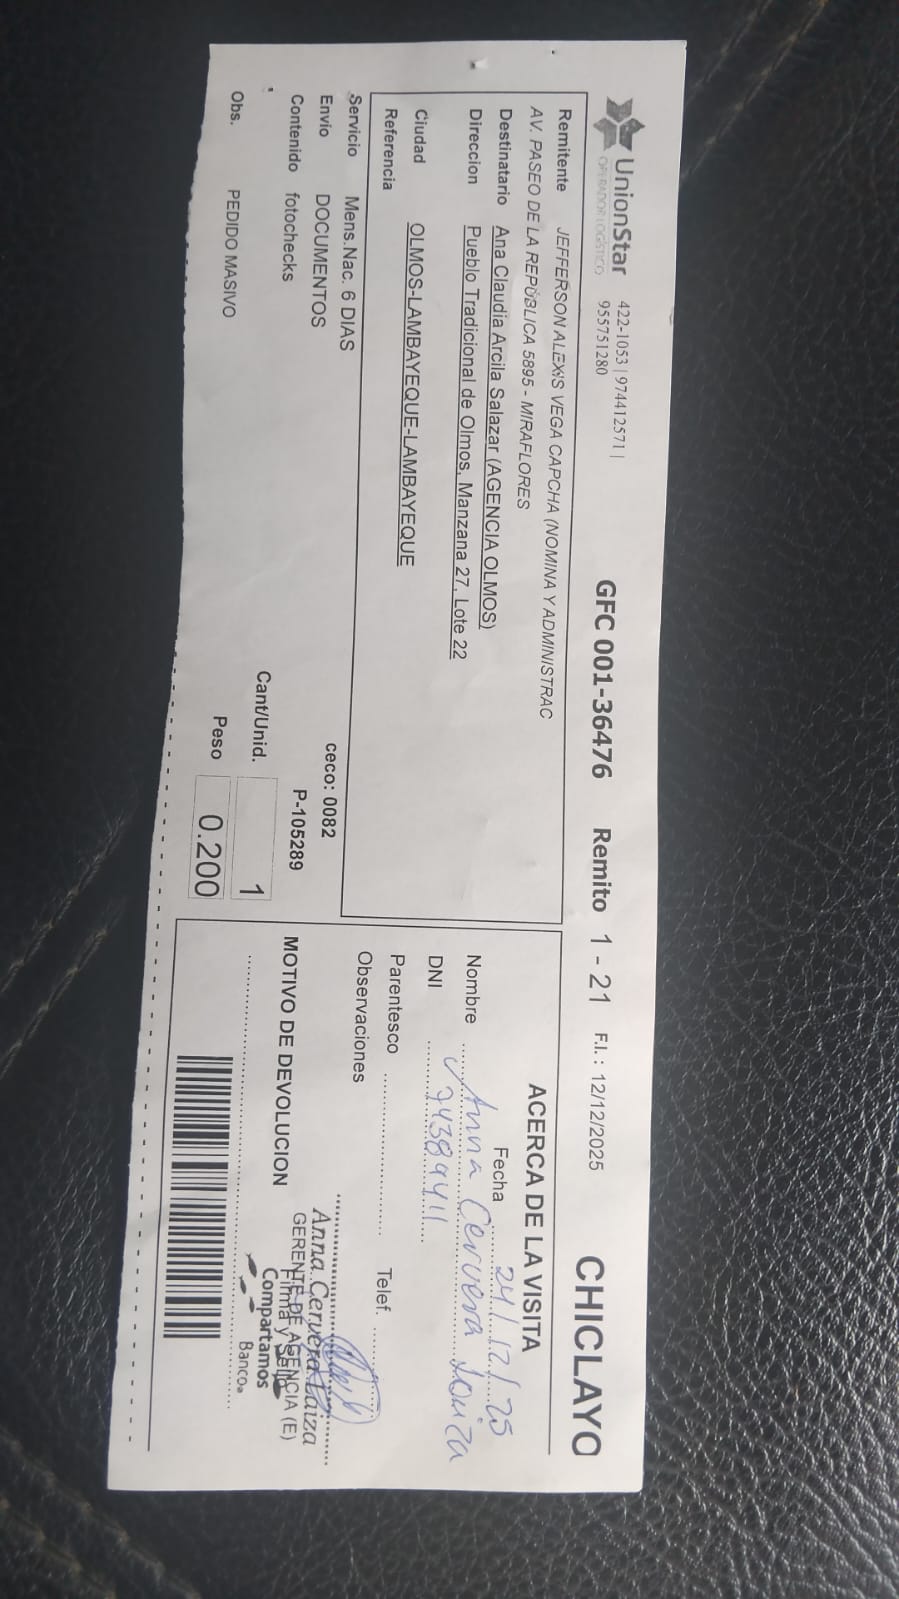 UnionStar
OPERADOR LOGÍSTICO
422-1053 | 974412571 |
955751280
GFC 001-36476 Remito 1 - 21 F.I. : 12/12/2025 CHICLAYO
Remitente JEFFERSON ALEXIS VEGA CAPCHA (NOMINA Y ADMINISTRAC
AV. PASEO DE LA REPÚBLICA 5895 - MIRAFLORES
Destinatario Ana Claudia Arcila Salazar (AGENCIA OLMOS)
Direccion Pueblo Tradicional de Olmos, Manzana 27, Lote 22
Ciudad OLMOS-LAMBAYEQUE-LAMBAYEQUE
Referencia
Servicio Mens.Nac. 6 DIAS
Envío DOCUMENTOS ceco: 0082
Contenido fotochecks P-105289
Cant/Unid. 1
Obs. PEDIDO MASIVO
Peso 0.200
ACERCA DE LA VISITA
Fecha 24/12/25
Nombre Anna Cervera
DNI
Parentesco Telef.
Observaciones
Anna Cervera Laiza
GERENTE DE AGENCIA (E)
Firma y Sello
Compartamos
Banco
MOTIVO DE DEVOLUCION